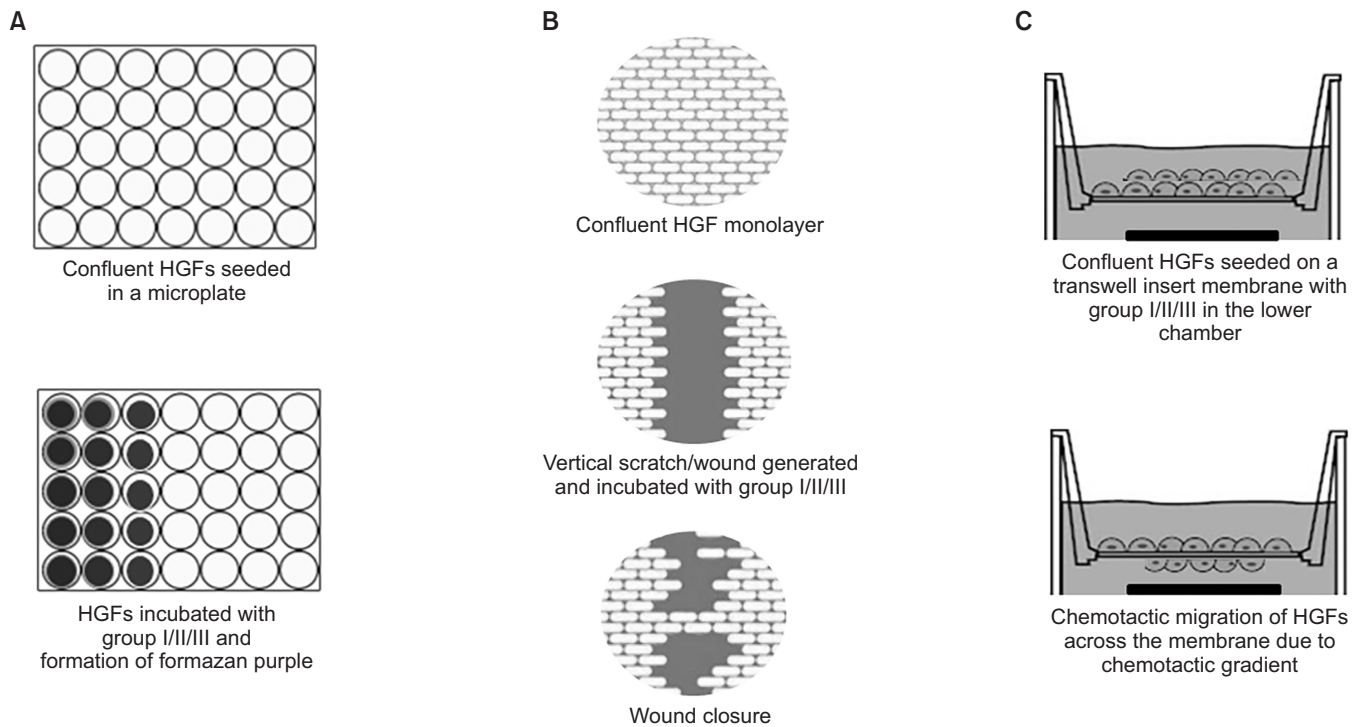 A
Confluent HGFs seeded
in a microplate
HGFs incubated with
group I/II/III and
formation of formazan purple
B
Confluent HGF monolayer
Vertical scratch/wound generated
and incubated with group I/II/III
Wound closure
C
Confluent HGFs seeded on a
transwell insert membrane with
group I/II/III in the lower
chamber
Chemotactic migration of HGFs
across the membrane due to
chemotactic gradient